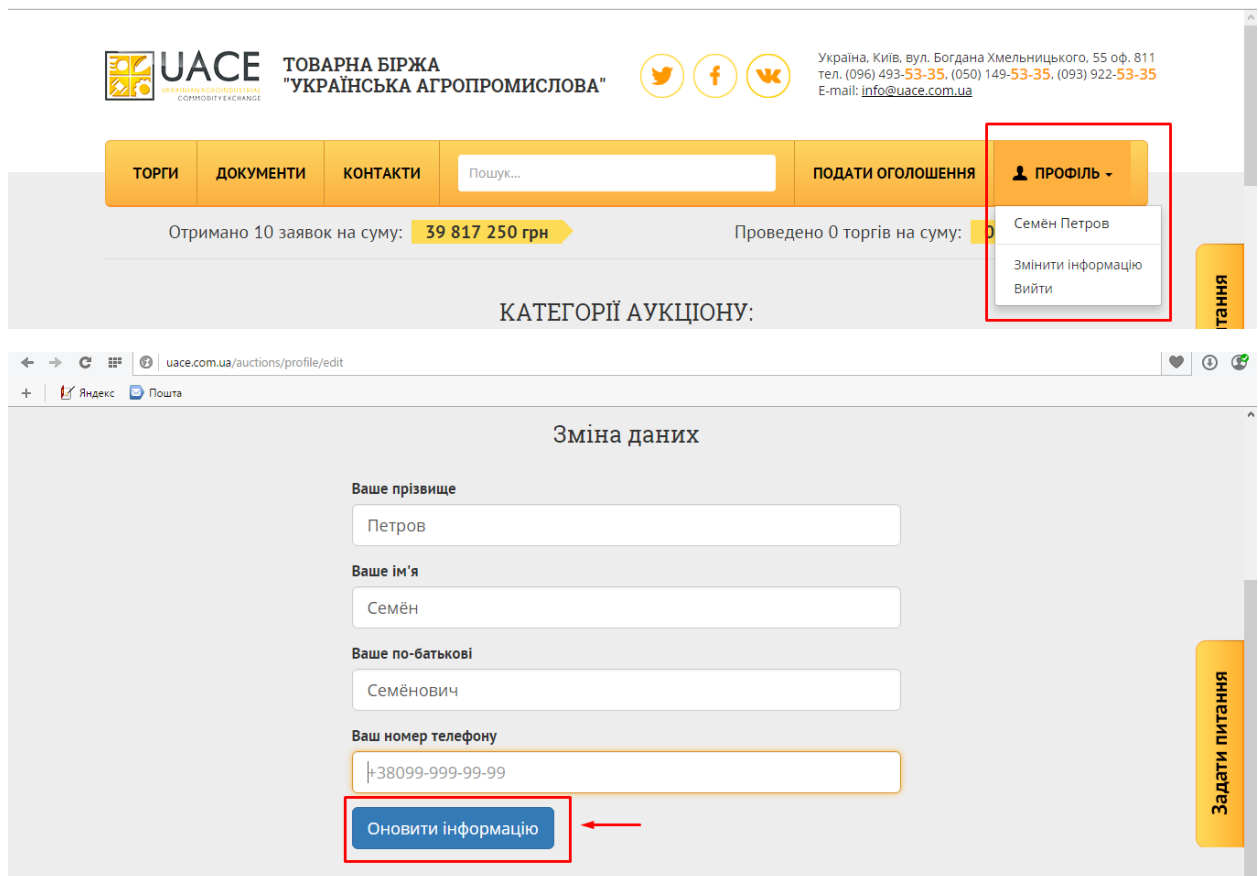 UACE
UKRAINIAN AGROINDUSTRIAL
COMMODITY EXCHANGE
ТОВАРНА БІРЖА
"УКРАЇНСЬКА АГРОПРОМИСЛОВА"
Україна, Київ, вул. Богдана Хмельницького, 55 оф. 811
тел. (096) 493-53-35, (050) 149-53-35, (093) 922-53-35
E-mail: info@uace.com.ua
ТОРГИ ДОКУМЕНТИ КОНТАКТИ Пошук... ПОДАТИ ОГОЛОШЕННЯ ПРОФІЛЬ
Семён Петров
Змінити інформацію
Вийти
Отримано 10 заявок на суму: 39 817 250 грн Проведено 0 торгів на суму: 0
КАТЕГОРІЇ АУКЦІОНУ:
uace.com.ua/auctions/profile/edit
Яндекс Пошта
Зміна даних
Ваше прізвище
Петров
Ваше ім'я
Семён
Ваше по-батькові
Семёнович
Ваш номер телефону
+38099-999-99-99
Оновити інформацію
Задати питання